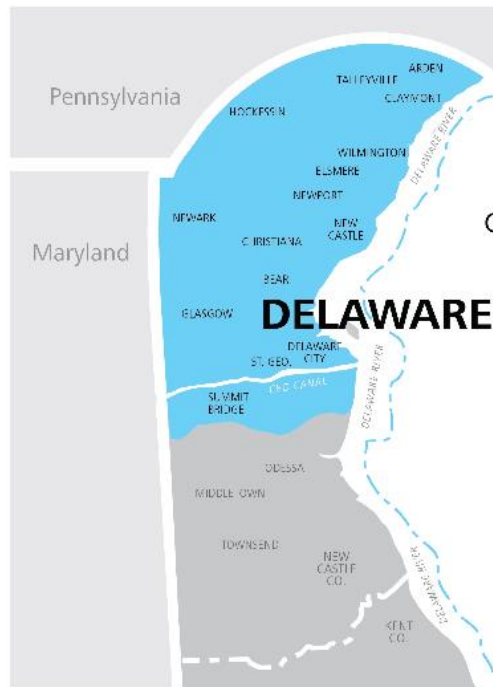 ARDEN
TALLEYVILLE
CLAYMONT
Pennsylvania
HOCKESSIN
DELAWARE RIVER
WILMINGTON
ELSMERE
NEWPORT
NEWARK
NEW
CASTLE
CHRISTIANA
Maryland
BEAR
GLASGOW
DELAWARE
DELAWARE
CITY
ST. GEO.
C&D CANAL
DELAWARE RIVER
SUMMIT
BRIDGE
ODESSA
MIDDLETOWN
TOWNSEND
NEW
CASTLE
CO.
DELAWARE RIVER
KENT
CO.